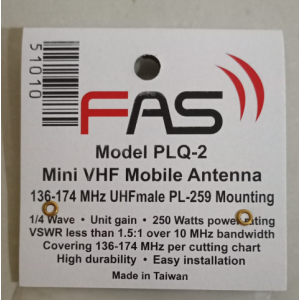 51010
FAS
Model PLQ-2
Mini VHF Mobile Antenna
136-174 MHz UHFmale PL-259 Mounting
1/4 Wave • Unit gain • 250 Watts power rating
VSWR less than 1.5:1 over 10 MHz bandwidth
Covering 136-174 MHz per cutting chart
High durability • Easy installation
Made in Taiwan